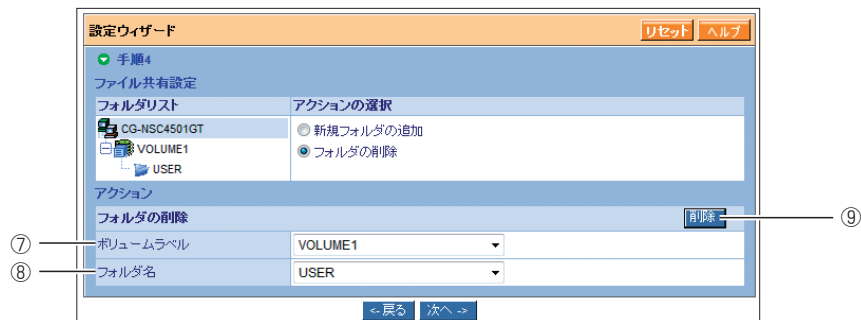 設定ウィザード リセット ヘルプ
手順4
ファイル共有設定
フォルダリスト アクションの選択
CG-NSC4501GT 新規フォルダの追加
VOLUME1 フォルダの削除
USER
アクション
フォルダの削除 削除 ⑨
⑦ ボリュームラベル VOLUME1
⑧ フォルダ名 USER
<-戻る 次へ->